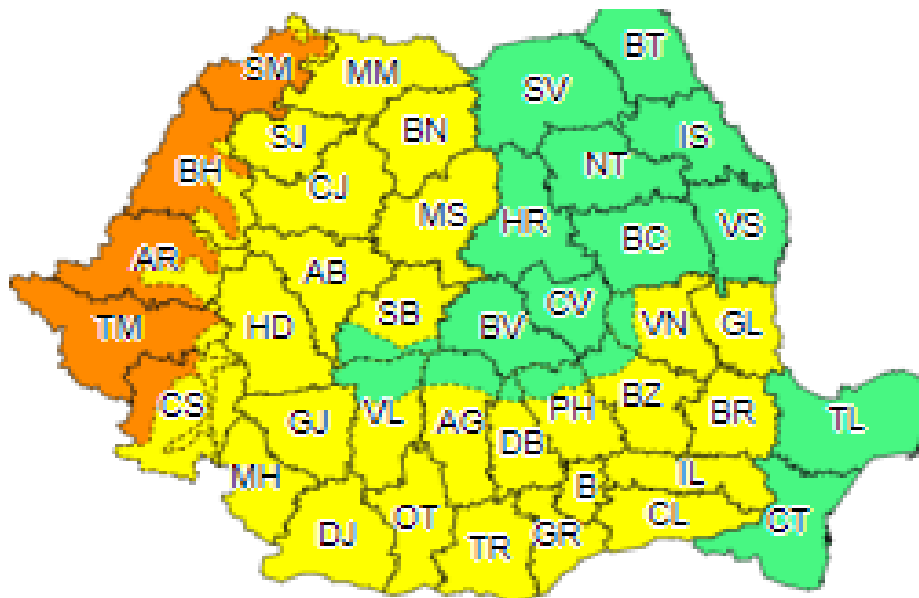 BT
SM
MM
SV
BN
IS
SJ
NT
BH
CJ
MS
HR
BC
VS
AR
AB
CV
SB
TM
HD
BV
VN
GL
CS
VL
AG
PH
BZ
BR
TL
GJ
DB
MH
B
IL
OT
CL
CT
DJ
TR
GR